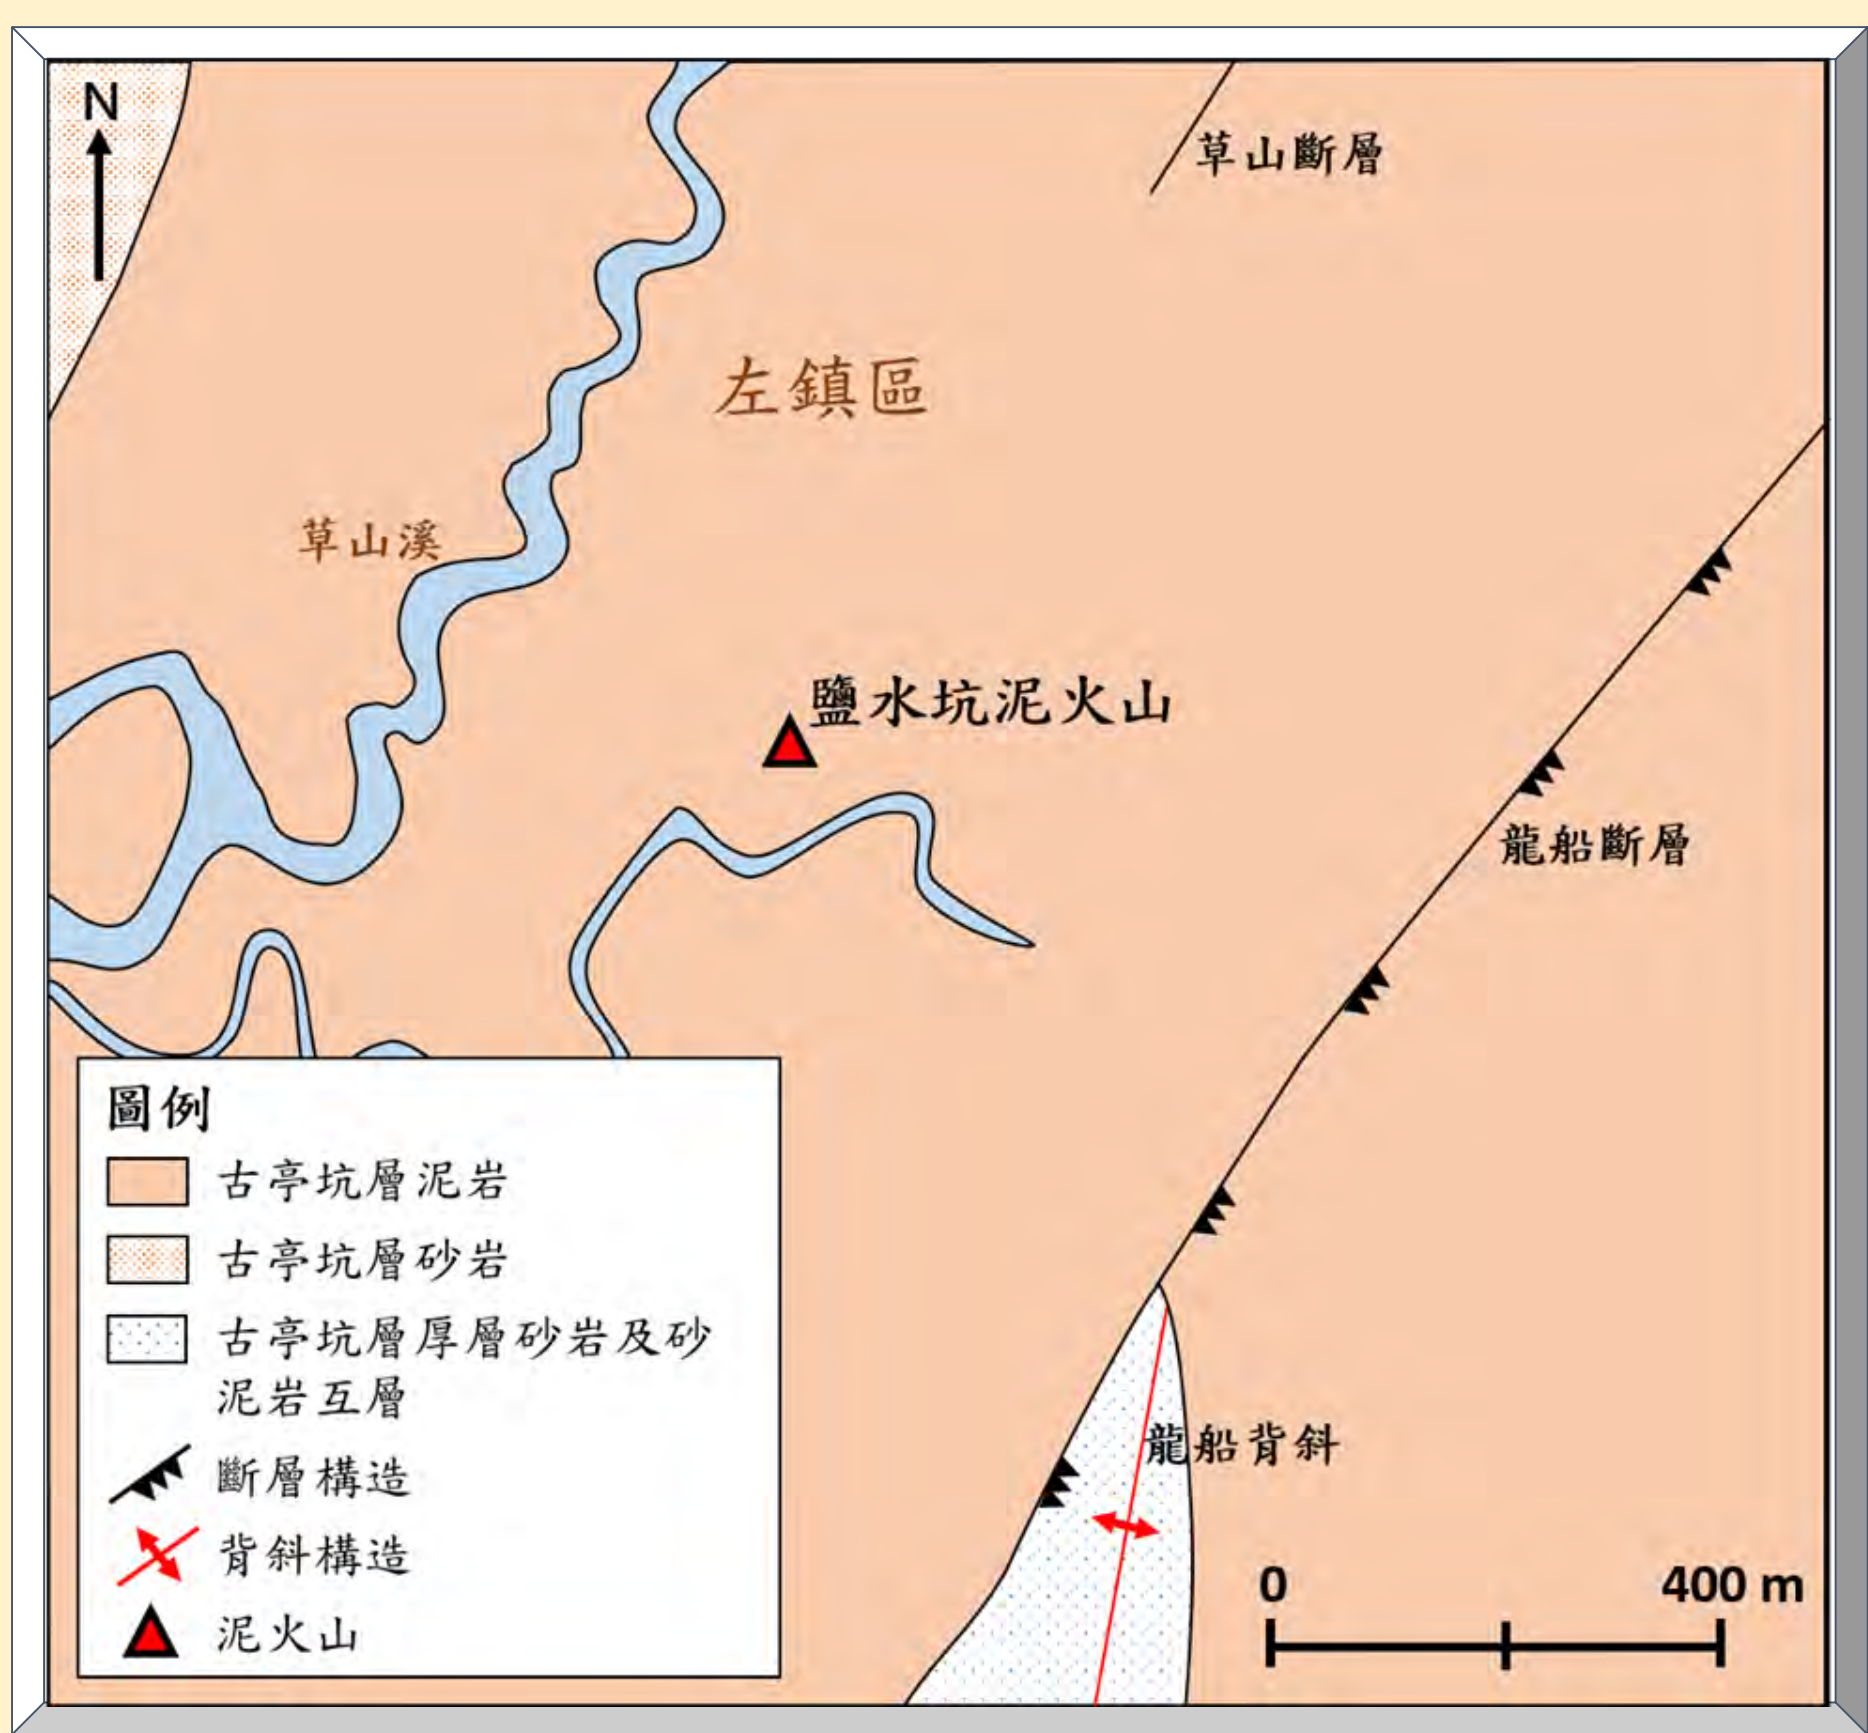 N
草山斷層
左鎮區
草山溪
鹽水坑泥火山
龍船斷層
圖例
古亭坑層泥岩
古亭坑層砂岩
古亭坑層厚層砂岩及砂
泥岩互層
斷層構造
背斜構造
泥火山
龍船背斜
0
400 m